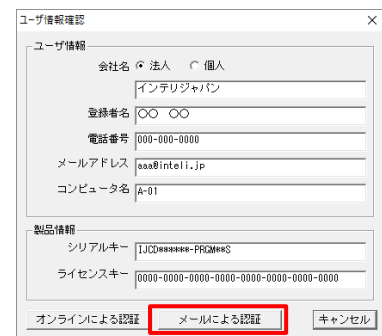 ユーザ情報確認
ユーザ情報
会社名 法人 個人
インテリジャパン
登録者名 〇〇 〇〇
電話番号 000-000-0000
メールアドレス aaa@inteli.jp
コンピュータ名 A-01
製品情報
シリアルキー IJCD******-PRGM**S
ライセンスキー 0000-0000-0000-0000-0000-0000-0000-0000
オンラインによる認証 メールによる認証 キャンセル